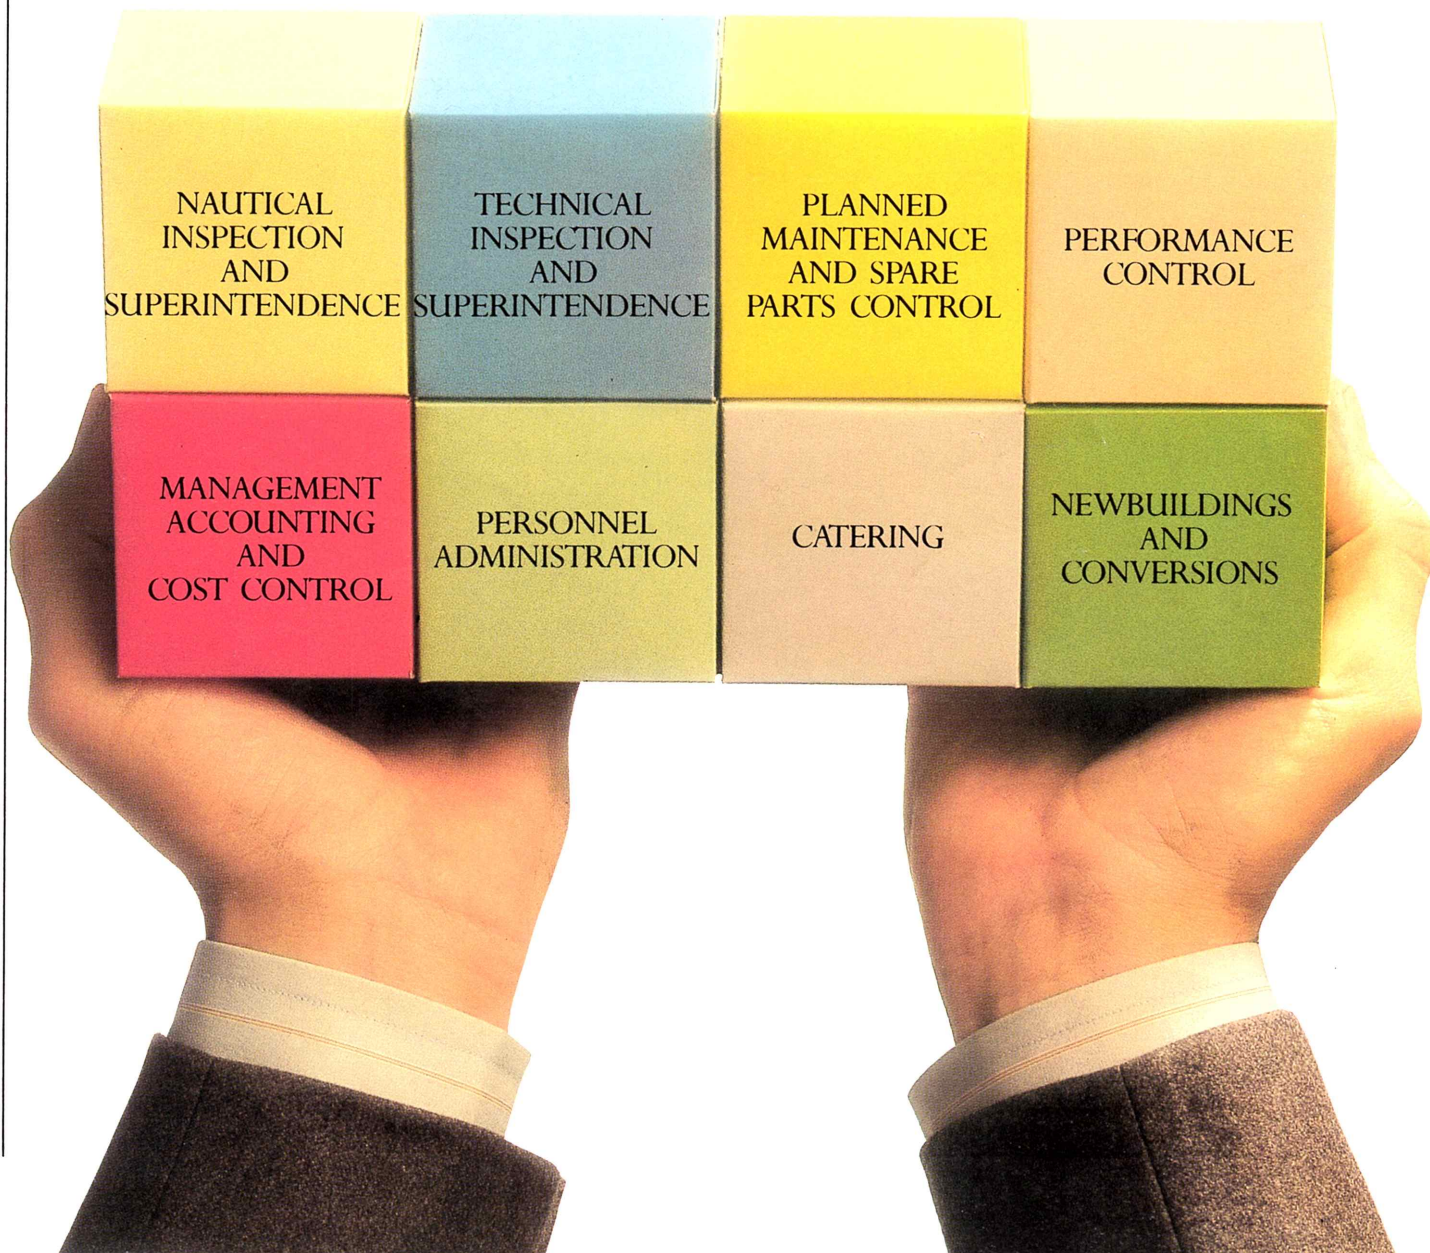 NAUTICAL
INSPECTION
AND
SUPERINTENDENCE
TECHNICAL
INSPECTION
AND
SUPERINTENDENCE
PLANNED
MAINTENANCE
AND SPARE
PARTS CONTROL
PERFORMANCE
CONTROL
MANAGEMENT
ACCOUNTING
AND
COST CONTROL
PERSONNEL
ADMINISTRATION
CATERING
NEWBUILDINGS
AND
CONVERSIONS